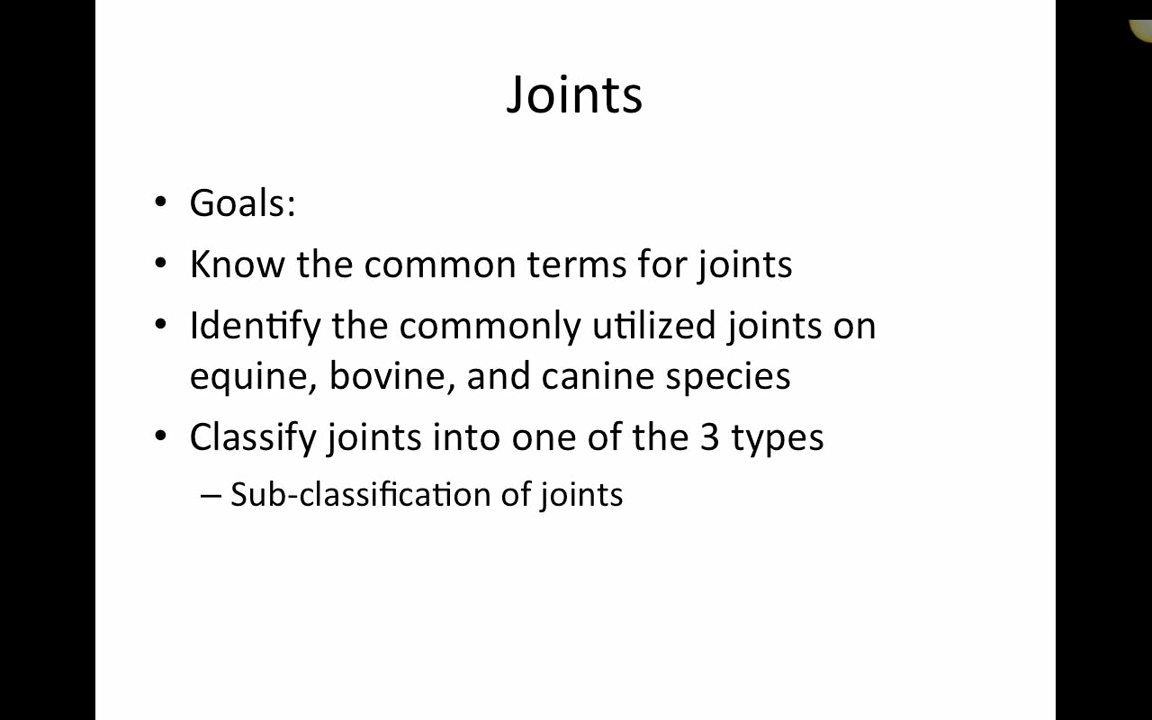 Joints
• Goals:
• Know the common terms for joints
• Identify the commonly utilized joints on
equine, bovine, and canine species
• Classify joints into one of the 3 types
– Sub-classification of joints